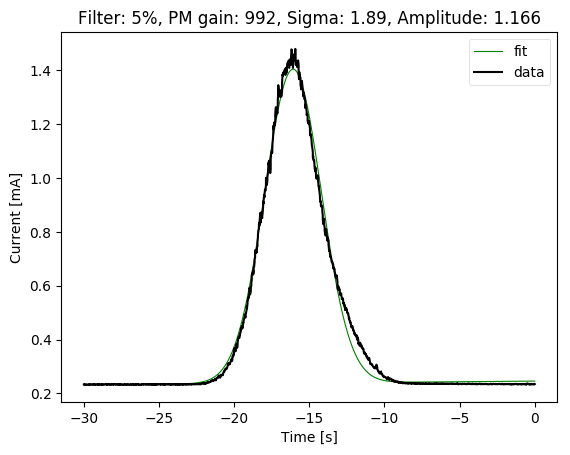 Filter: 5%, PM gain: 992, Sigma: 1.89, Amplitude: 1.166
fit
data
1.4
1.2
1.0
0.8
0.6
0.4
0.2
Current [mA]
−30 −25 −20 −15 −10 −5 0
Time [s]